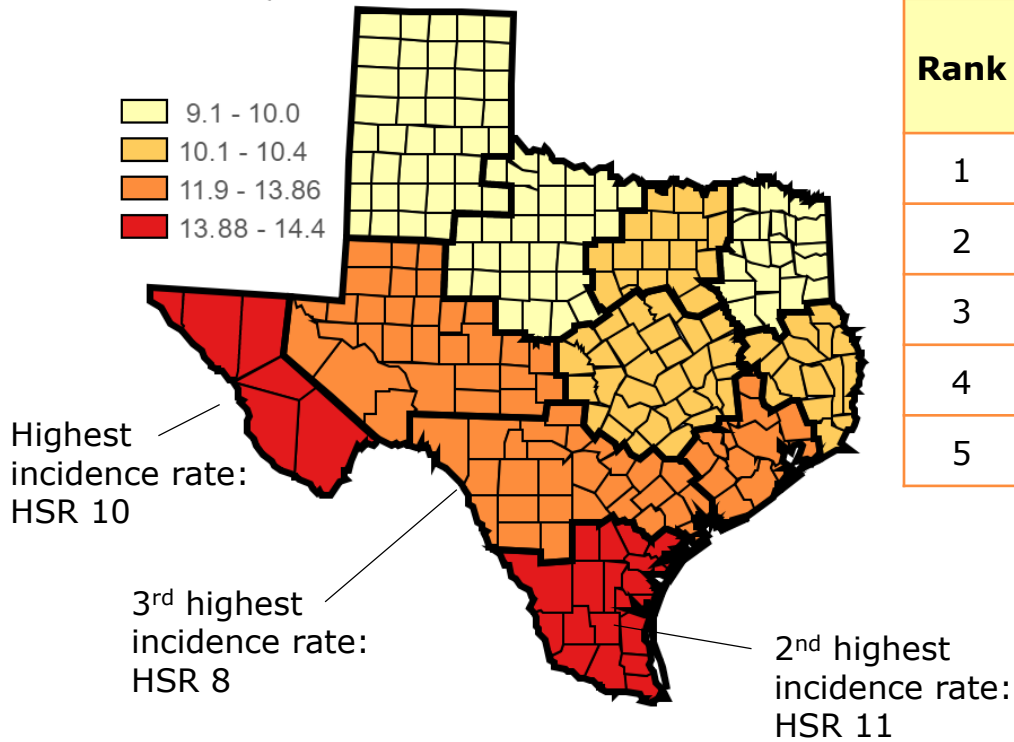 9.1 - 10.0
10.1 - 10.4
11.9 - 13.86
13.88 - 14.4
Highest
incidence rate:
HSR 10
3rd highest
incidence rate:
HSR 8
2nd highest
incidence rate:
HSR 11
Rank
1
2
3
4
5